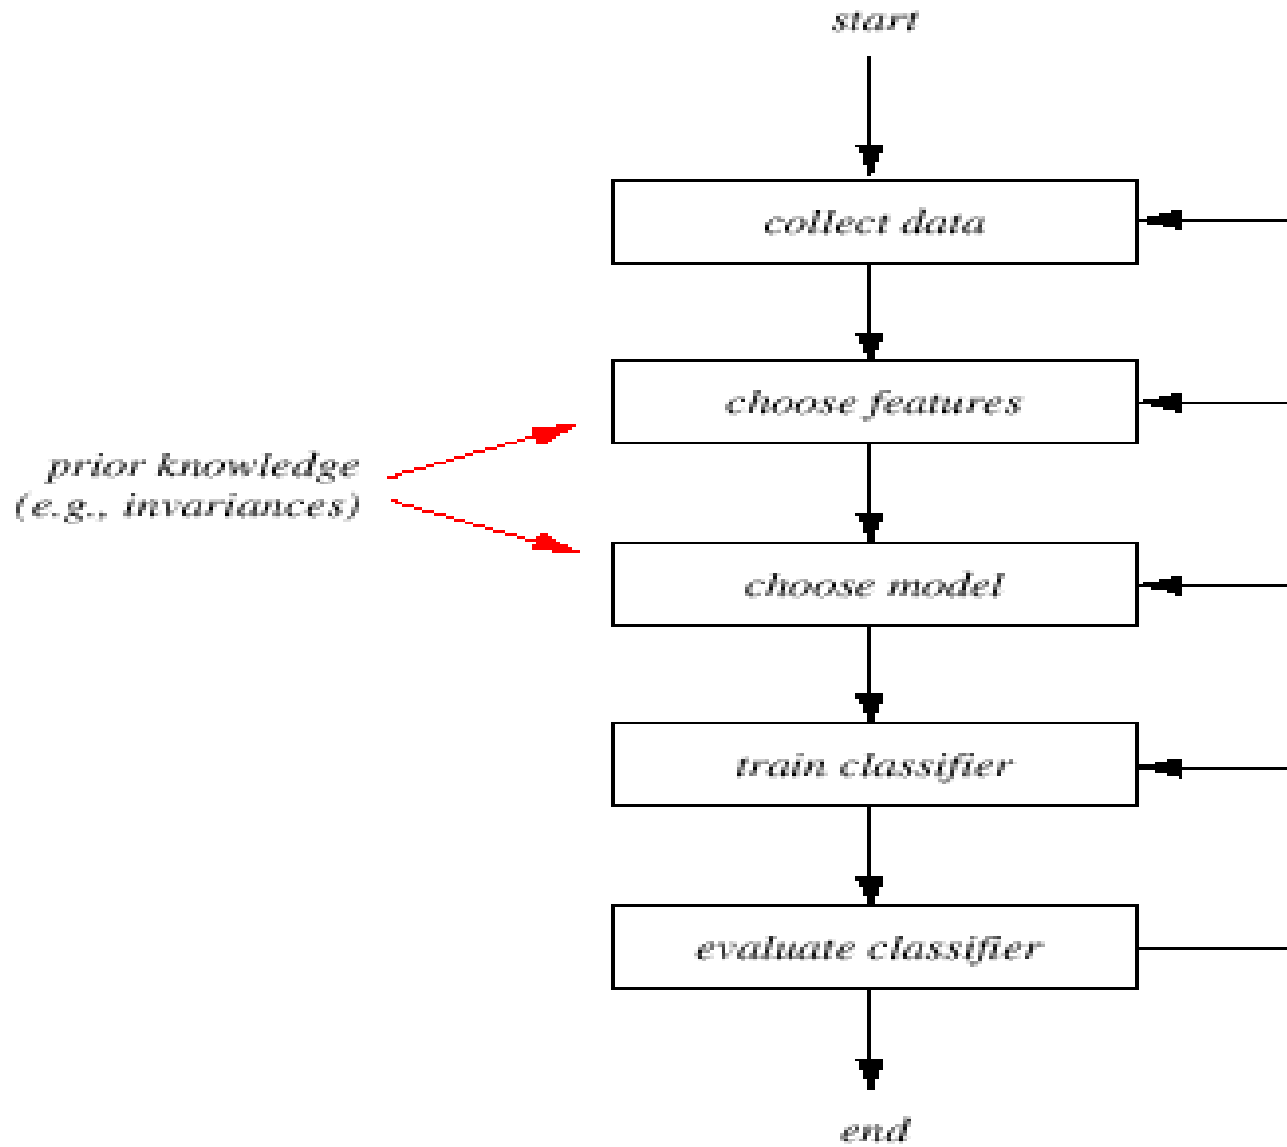 start
collect data
choose features
prior knowledge
(e.g., invariances)
choose model
train classifier
evaluate classifier
end